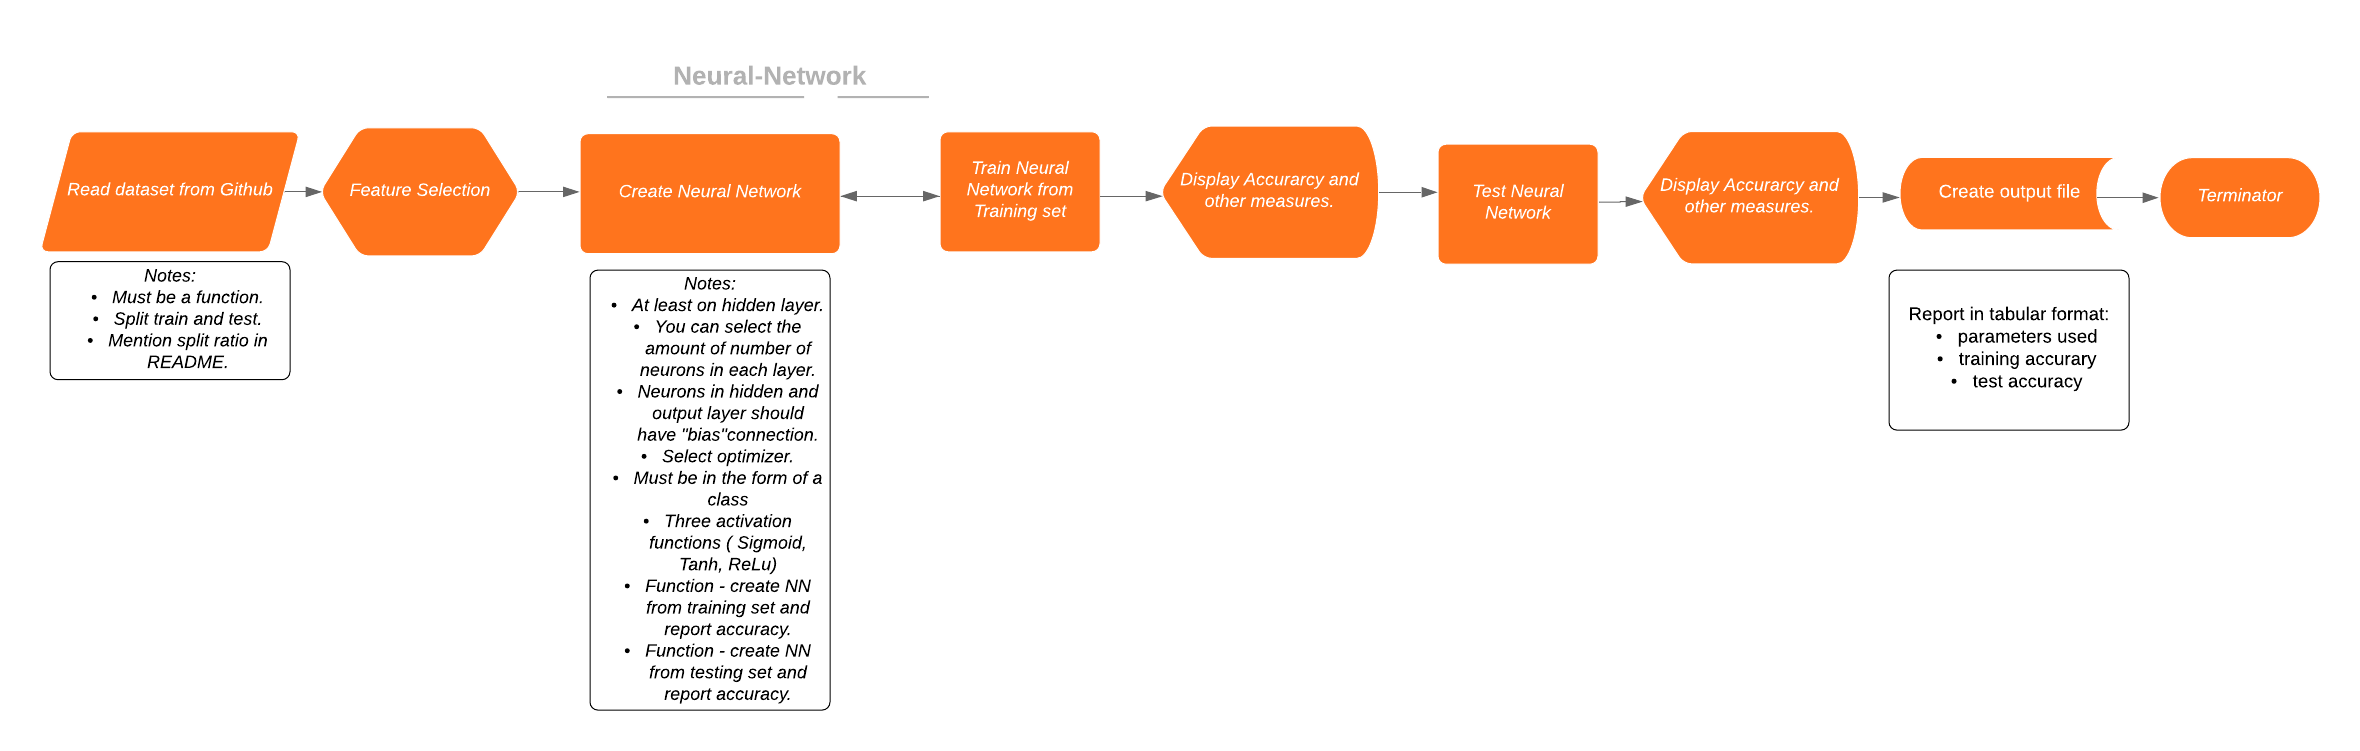 Neural-Network
Read dataset from Github
Feature Selection
Create Neural Network
Train Neural
Network from
Training set
Display Accurarcy and
other measures.
Test Neural
Network
Display Accurarcy and
other measures.
Create output file
Terminator
Notes:
• Must be a function.
• Split train and test.
• Mention split ratio in
README.
Notes:
• At least on hidden layer.
• You can select the
amount of number of
neurons in each layer.
• Neurons in hidden and
output layer should
have "bias"connection.
• Select optimizer.
• Must be in the form of a
class
• Three activation
functions ( Sigmoid,
Tanh, ReLu)
• Function - create NN
from training set and
report accuracy.
• Function - create NN
from testing set and
report accuracy.
Report in tabular format:
• parameters used
• training accurary
• test accuracy